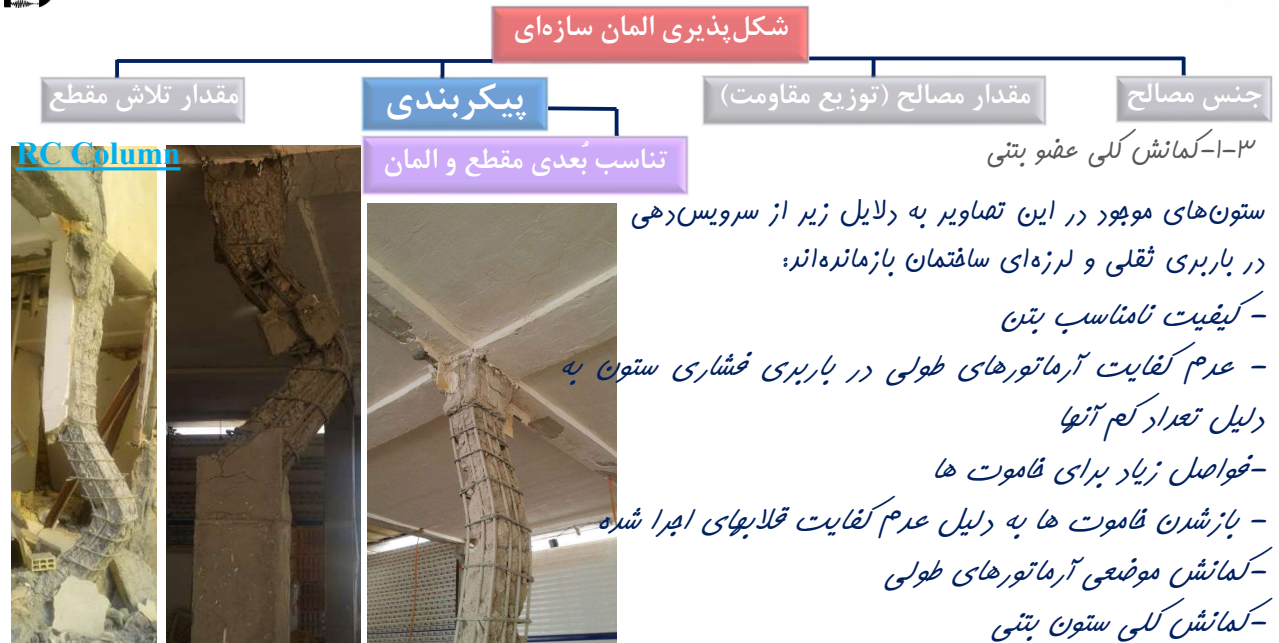 شکل‌پذیری المان سازه‌ای
جنس مصالح
مقدار مصالح (توزیع مقاومت)
پیکربندی
مقدار تلاش مقطع
تناسب بُعدی مقطع و المان
RC Column
۳-۱-کمانش کلی عضو بتنی
ستون‌های موجود در این تصاویر به دلایل زیر از سرویس‌دهی
در باربری ثقلی و لرزه‌ای ساختمان بازمانده‌اند:
- کیفیت نامناسب بتن
- عدم کفایت آرماتورهای طولی در باربری فشاری ستون به
دلیل تعداد کم آنها
-فواصل زیاد برای خاموت ها
- بازشدن خاموت ها به دلیل عدم کفایت قلابهای اجرا شده
-کمانش موضعی آرماتورهای طولی
-کمانش کلی ستون بتنی